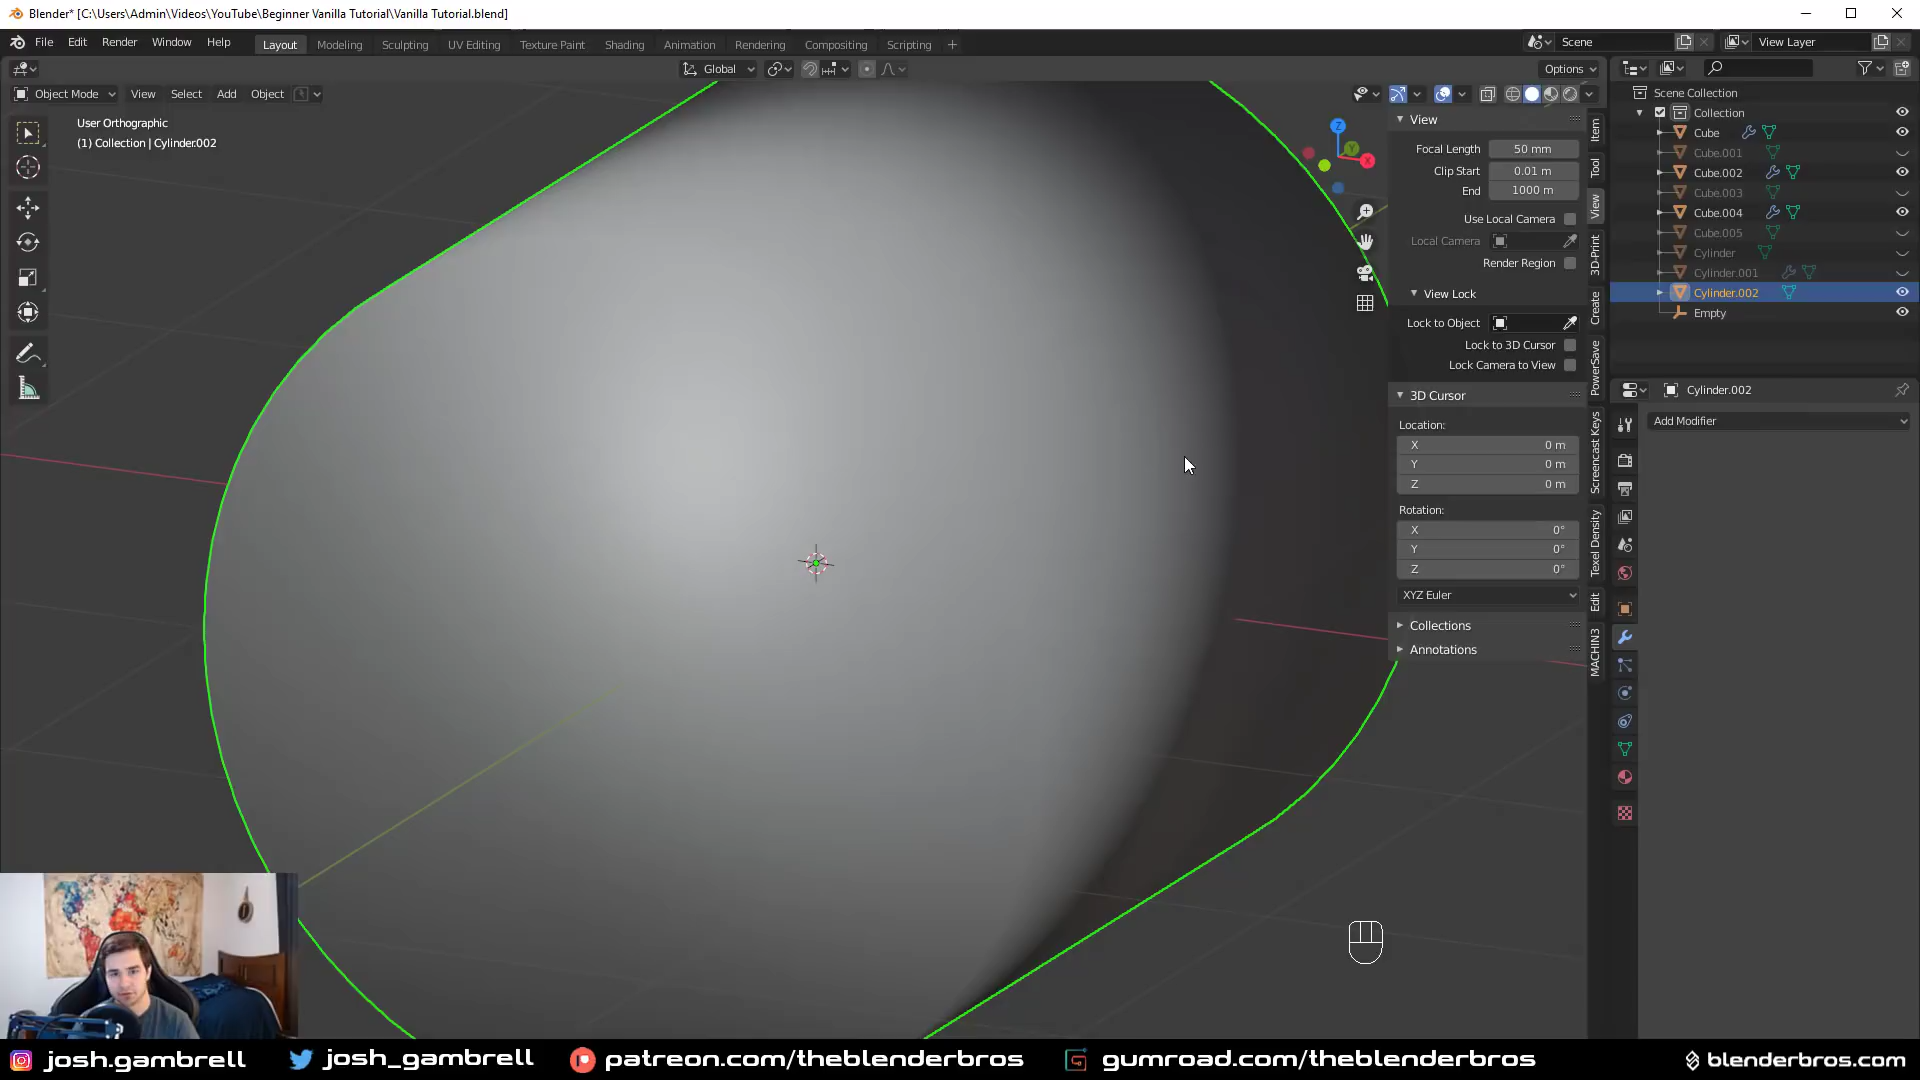 Blender* [C:\Users\Admin\Videos\YouTube\Beginner Vanilla Tutorial\Vanilla Tutorial.blend]
File Edit Render Window Help Layout Modeling Sculpting UV Editing Texture Paint Shading Animation Rendering Compositing Scripting + Scene View Layer
Global Options
Object Mode View Select Add Object
User Orthographic
(1) Collection | Cylinder.002
Z
Y
X
View
Focal Length 50 mm
Clip Start 0.01 m
End 1000 m
Use Local Camera
Local Camera
Render Region
View Lock
Lock to Object
Lock to 3D Cursor
Lock Camera to View
3D Cursor
Location:
X 0 m
Y 0 m
Z 0 m
Rotation:
X 0°
Y 0°
Z 0°
XYZ Euler
Collections
Annotations
Item
Tool
View
3D-Print
Create
PowerSave
Screencast Keys
Texel Density
Edit
MACHIN3
Scene Collection
Collection
Cube
Cube.001
Cube.002
Cube.003
Cube.004
Cube.005
Cylinder
Cylinder.001
Cylinder.002
Empty
Cylinder.002
Add Modifier
josh.gambrell josh_gambrell patreon.com/theblenderbros gumroad.com/theblenderbros blenderbros.com